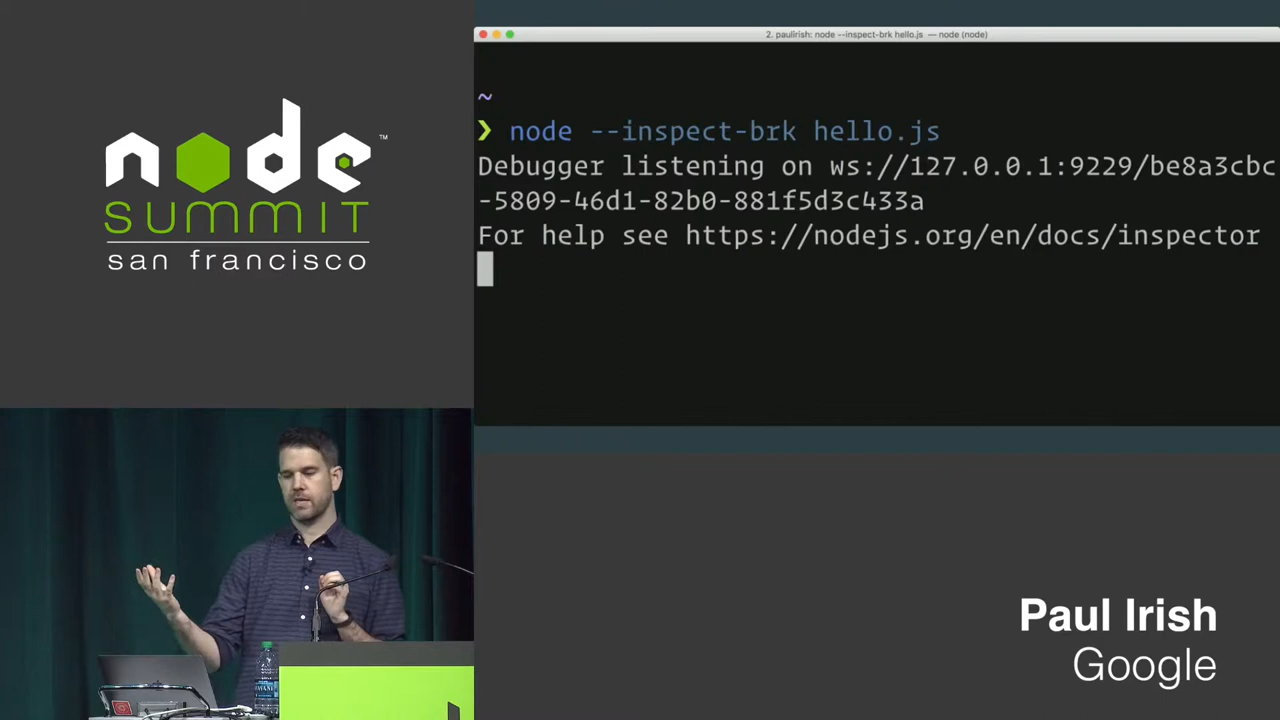 node™
SUMMIT
san francisco
2. paulirish: node --inspect-brk hello.js — node (node)
~
❯ node --inspect-brk hello.js
Debugger listening on ws://127.0.0.1:9229/be8a3cbc
-5809-46d1-82b0-881f5d3c433a
For help see https://nodejs.org/en/docs/inspector
Paul Irish
Google